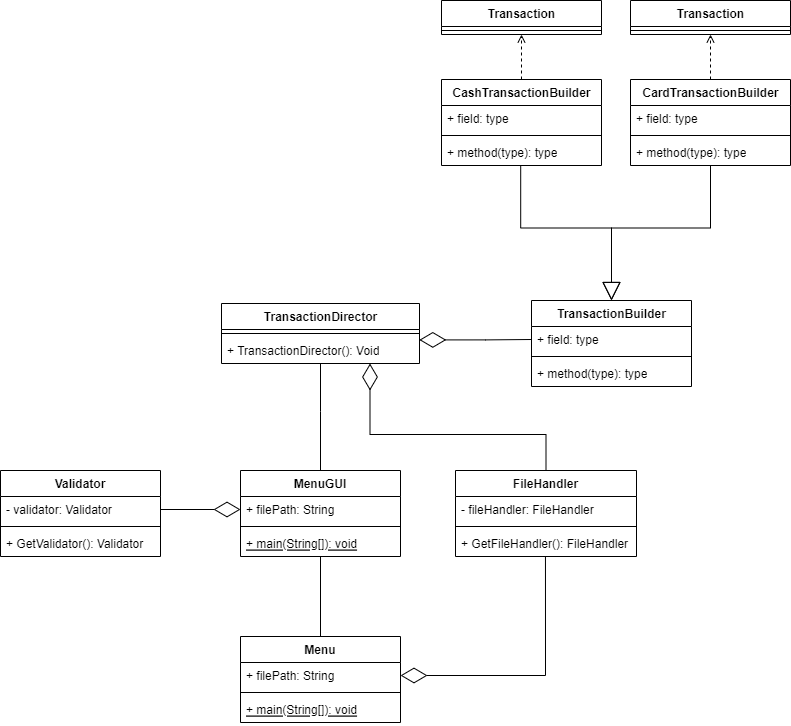 Transaction
Transaction
CashTransactionBuilder
+ field: type
+ method(type): type
CardTransactionBuilder
+ field: type
+ method(type): type
TransactionDirector
+ TransactionDirector(): Void
TransactionBuilder
+ field: type
+ method(type): type
Validator
- validator: Validator
+ GetValidator(): Validator
MenuGUI
+ filePath: String
+ main(String[]): void
FileHandler
- fileHandler: FileHandler
+ GetFileHandler(): FileHandler
Menu
+ filePath: String
+ main(String[]): void